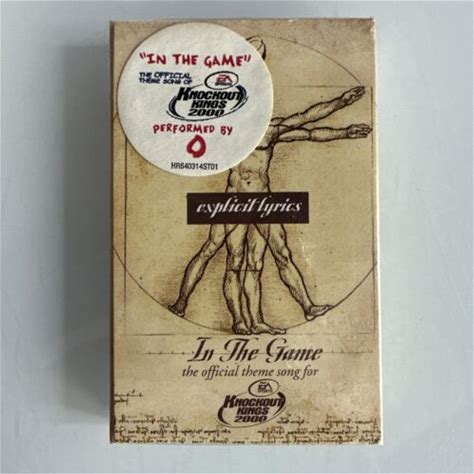 "IN THE GAME"
THE OFFICIAL
THEME SONG OF
EA
KNOCKOUT
KINGS
2000
PERFORMED BY
O
HR640314ST01
explicit lyrics
In The Game
the official theme song for
EA
KNOCKOUT
KINGS
2000